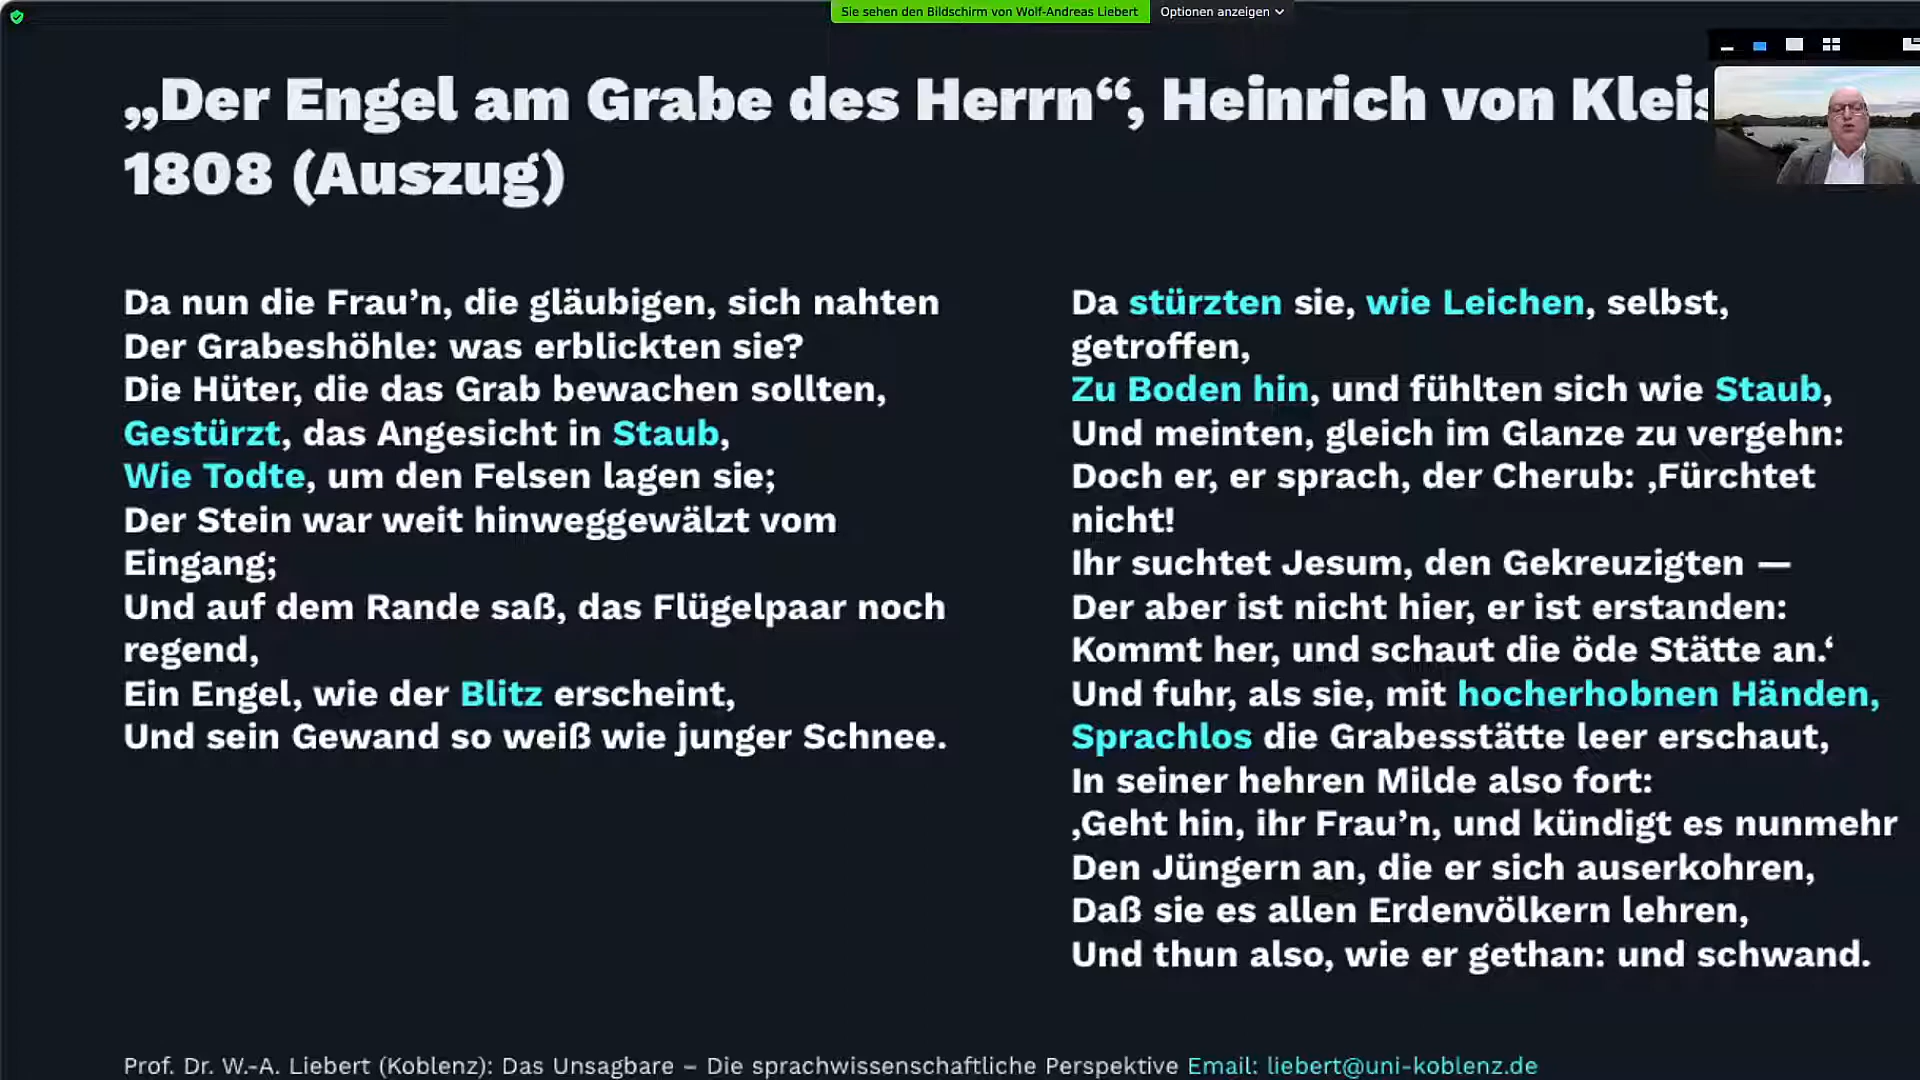 Sie sehen den Bildschirm von Wolf-Andreas Liebert Optionen anzeigen
„Der Engel am Grabe des Herrn“, Heinrich von
1808 (Auszug)
Da nun die Frau’n, die gläubigen, sich nahten
Der Grabeshöhle: was erblickten sie?
Die Hüter, die das Grab bewachen sollten,
Gestürzt, das Angesicht in Staub,
Wie Todte, um den Felsen lagen sie;
Der Stein war weit hinweggewälzt vom
Eingang;
Und auf dem Rande saß, das Flügelpaar noch
regend,
Ein Engel, wie der Blitz erscheint,
Und sein Gewand so weiß wie junger Schnee.
Da stürzten sie, wie Leichen, selbst,
getroffen,
Zu Boden hin, und fühlten sich wie Staub,
Und meinten, gleich im Glanze zu vergehn:
Doch er, er sprach, der Cherub: ‚Fürchtet
nicht!
Ihr suchtet Jesum, den Gekreuzigten —
Der aber ist nicht hier, er ist erstanden:
Kommt her, und schaut die öde Stätte an.‘
Und fuhr, als sie, mit hocherhobnen Händen,
Sprachlos die Grabesstätte leer erschaut,
In seiner hehren Milde also fort:
‚Geht hin, ihr Frau’n, und kündigt es nunmehr
Den Jüngern an, die er sich auserkohren,
Daß sie es allen Erdenvölkern lehren,
Und thun also, wie er gethan: und schwand.
Prof. Dr. W.-A. Liebert (Koblenz): Das Unsagbare – Die sprachwissenschaftliche Perspektive Email: liebert@uni-koblenz.de